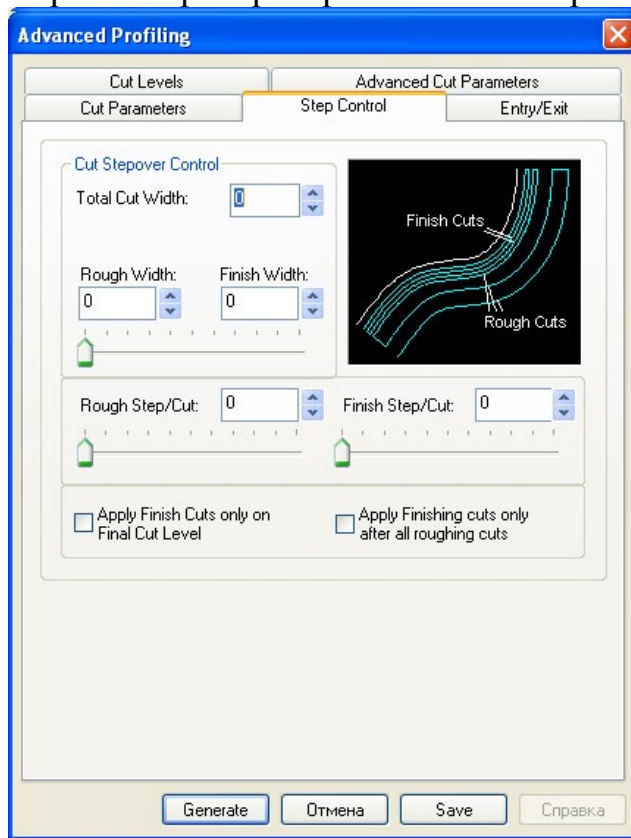 Advanced Profiling
Cut Levels Advanced Cut Parameters
Cut Parameters Step Control Entry/Exit
Cut Stepover Control
Total Cut Width: 0
Finish Cuts
Rough Width: Finish Width:
0 0
Rough Cuts
Rough Step/Cut: 0 Finish Step/Cut: 0
Apply Finish Cuts only on
Final Cut Level
Apply Finishing cuts only
after all roughing cuts
Generate Отмена Save Справка